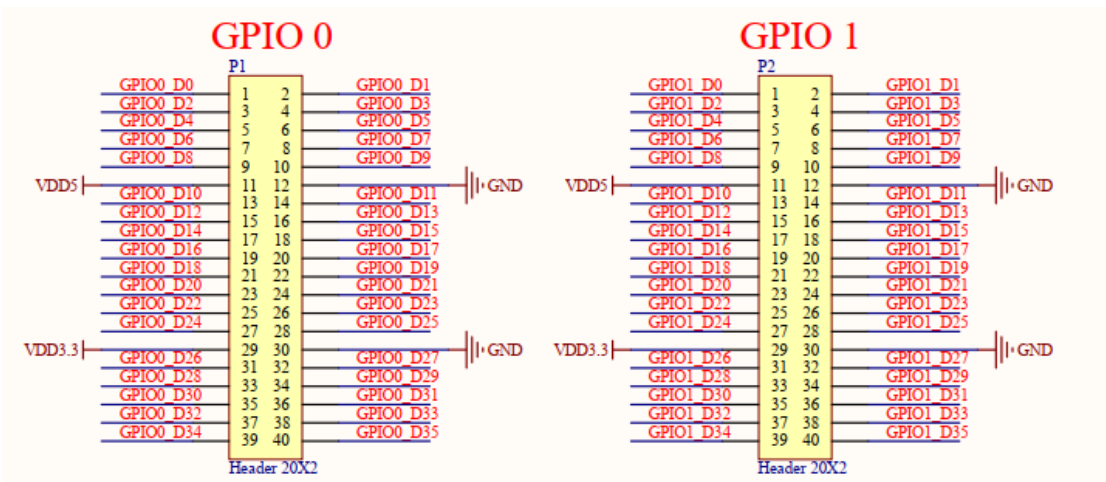 GPIO 0 GPIO 1
P1 P2
GPIO0_D0 1 2 GPIO0_D1 GPIO1_D0 1 2 GPIO1_D1
GPIO0_D2 3 4 GPIO0_D3 GPIO1_D2 3 4 GPIO1_D3
GPIO0_D4 5 6 GPIO0_D5 GPIO1_D4 5 6 GPIO1_D5
GPIO0_D6 7 8 GPIO0_D7 GPIO1_D6 7 8 GPIO1_D7
GPIO0_D8 9 10 GPIO0_D9 GPIO1_D8 9 10 GPIO1_D9
VDD5 11 12 GND VDD5 11 12 GND
GPIO0_D10 13 14 GPIO0_D11 GPIO1_D10 13 14 GPIO1_D11
GPIO0_D12 15 16 GPIO0_D13 GPIO1_D12 15 16 GPIO1_D13
GPIO0_D14 17 18 GPIO0_D15 GPIO1_D14 17 18 GPIO1_D15
GPIO0_D16 19 20 GPIO0_D17 GPIO1_D16 19 20 GPIO1_D17
GPIO0_D18 21 22 GPIO0_D19 GPIO1_D18 21 22 GPIO1_D19
GPIO0_D20 23 24 GPIO0_D21 GPIO1_D20 23 24 GPIO1_D21
GPIO0_D22 25 26 GPIO0_D23 GPIO1_D22 25 26 GPIO1_D23
GPIO0_D24 27 28 GPIO0_D25 GPIO1_D24 27 28 GPIO1_D25
VDD3.3 29 30 GND VDD3.3 29 30 GND
GPIO0_D26 31 32 GPIO0_D27 GPIO1_D26 31 32 GPIO1_D27
GPIO0_D28 33 34 GPIO0_D29 GPIO1_D28 33 34 GPIO1_D29
GPIO0_D30 35 36 GPIO0_D31 GPIO1_D30 35 36 GPIO1_D31
GPIO0_D32 37 38 GPIO0_D33 GPIO1_D32 37 38 GPIO1_D33
GPIO0_D34 39 40 GPIO0_D35 GPIO1_D34 39 40 GPIO1_D35
Header 20X2 Header 20X2